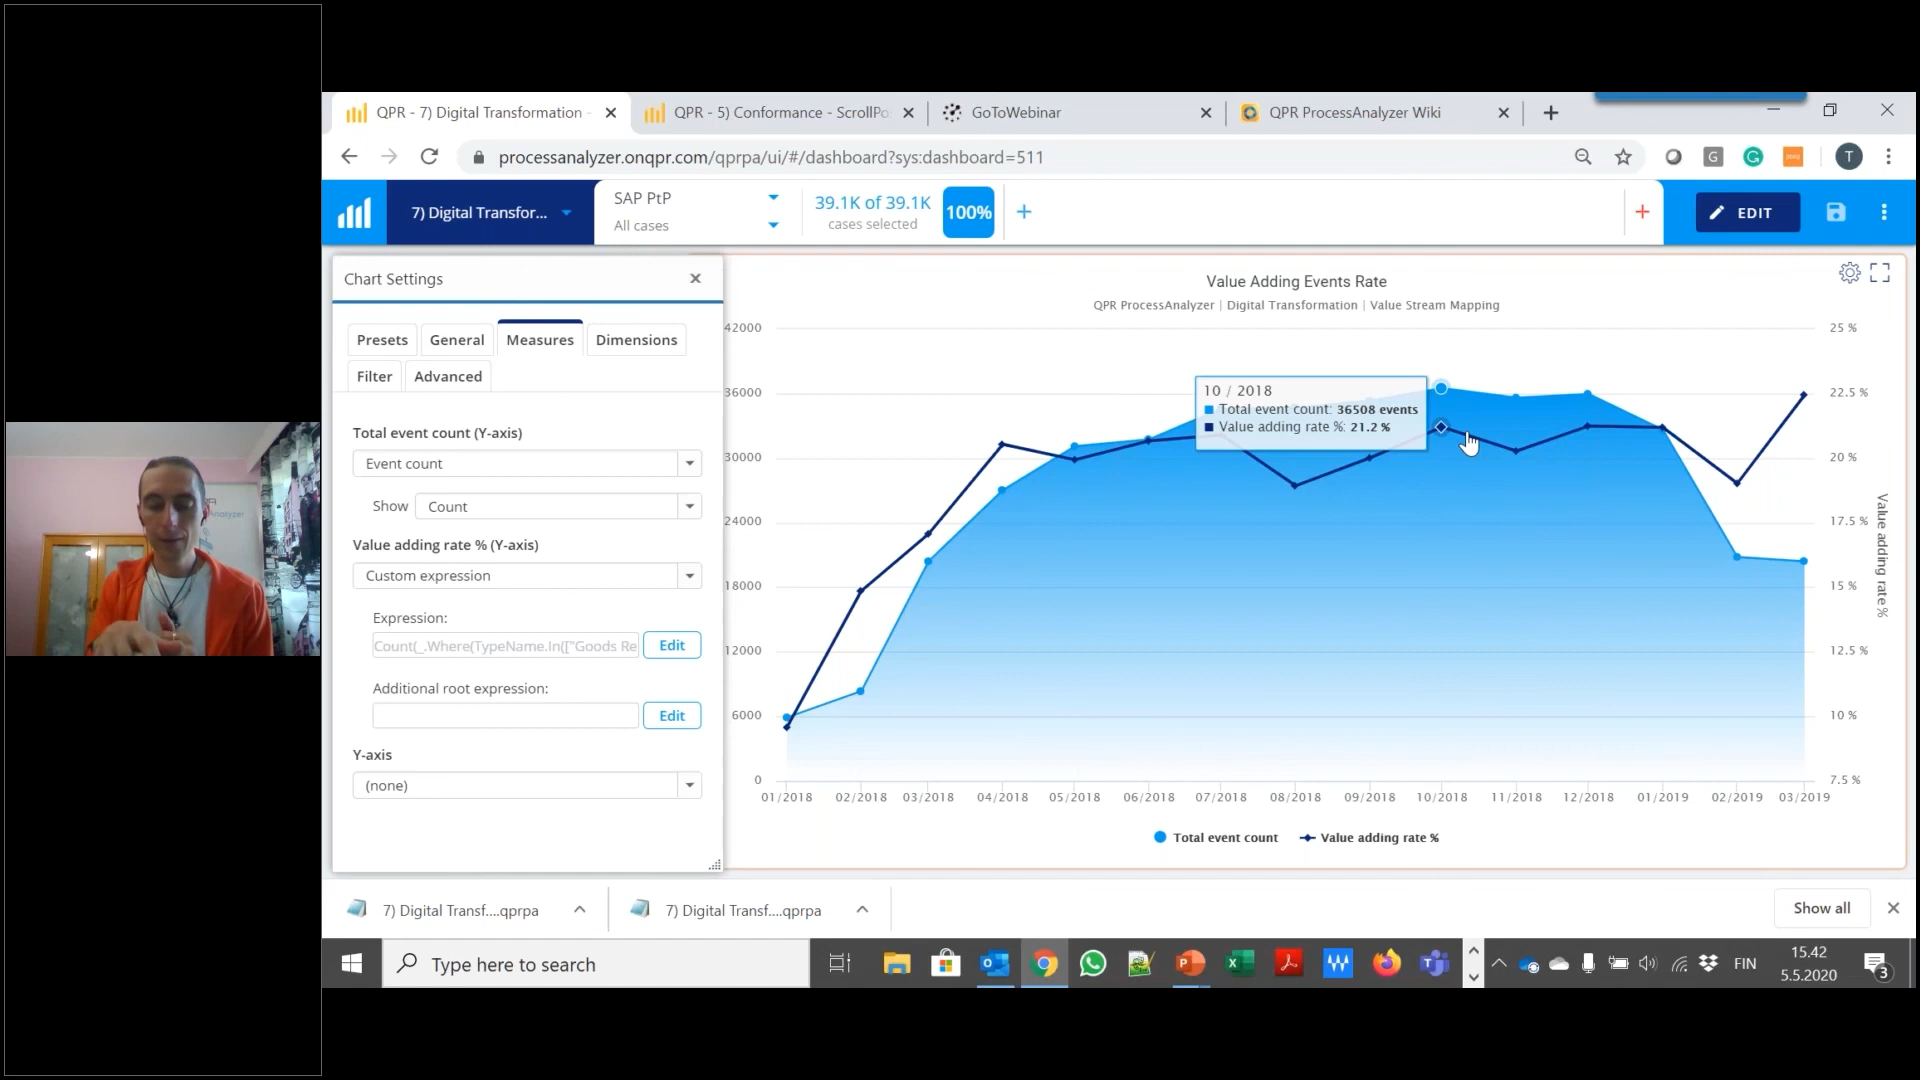 QPR - 7) Digital Transformation -
QPR - 5) Conformance - ScrollPo
GoToWebinar
QPR ProcessAnalyzer Wiki
processanalyzer.onqpr.com/qprpa/ui/#/dashboard?sys:dashboard=511
G
T
7) Digital Transfor...
SAP PtP
All cases
39.1K of 39.1K
cases selected
100%
EDIT
Chart Settings
Presets
General
Measures
Dimensions
Filter
Advanced
Total event count (Y-axis)
Event count
Show
Count
Value adding rate % (Y-axis)
Custom expression
Expression:
Count(_.Where(TypeName.In(["Goods Re
Edit
Additional root expression:
Edit
Y-axis
(none)
Value Adding Events Rate
QPR ProcessAnalyzer | Digital Transformation | Value Stream Mapping
42000
36000
30000
24000
18000
12000
6000
0
25 %
22.5 %
20 %
17.5 %
15 %
12.5 %
10 %
7.5 %
Value adding rate %
10 / 2018
Total event count: 36508 events
Value adding rate %: 21.2 %
01/2018
02/2018
03/2018
04/2018
05/2018
06/2018
07/2018
08/2018
09/2018
10/2018
11/2018
12/2018
01/2019
02/2019
03/2019
Total event count
Value adding rate %
7) Digital Transf....qprpa
7) Digital Transf....qprpa
Show all
Type here to search
FIN
15.42
5.5.2020
3